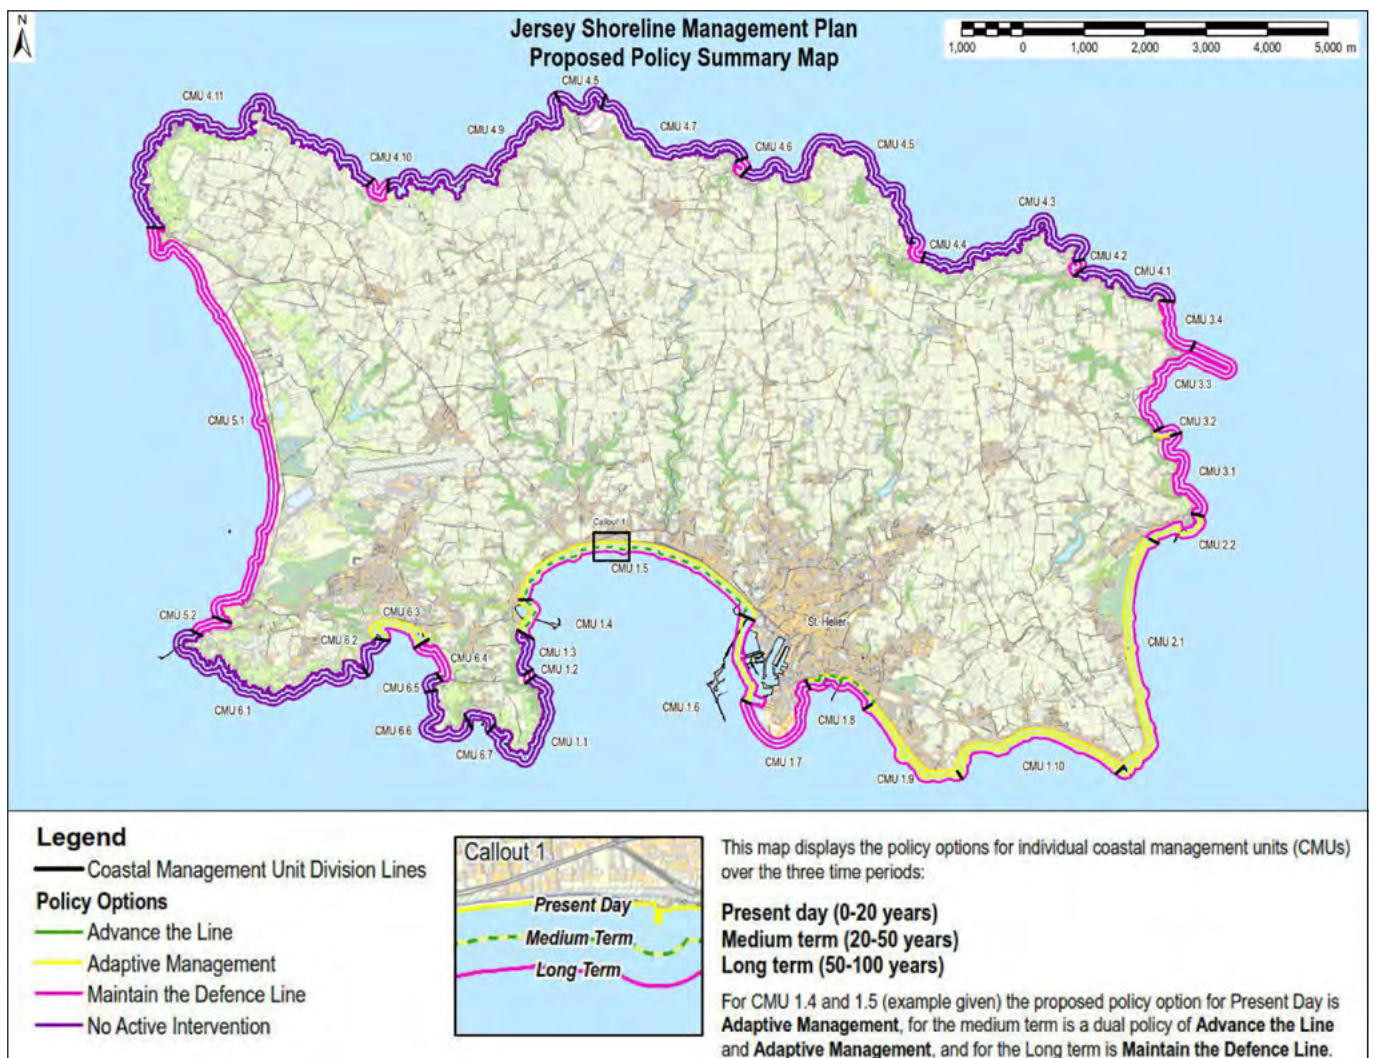 N
Jersey Shoreline Management Plan
Proposed Policy Summary Map
1,000 0 1,000 2,000 3,000 4,000 5,000 m
CMU 4.11
CMU 4.10
CMU 4.9
CMU 4.7
CMU 4.6
CMU 4.5
CMU 4.4
CMU 4.3
CMU 4.2
CMU 4.1
CMU 3.4
CMU 3.3
CMU 3.2
CMU 3.1
CMU 2.2
CMU 2.1
CMU 5.1
CMU 5.2
Callout 1
CMU 1.5
CMU 1.4
CMU 1.3
CMU 1.2
CMU 1.1
St. Helier
CMU 6.3
CMU 6.2
CMU 6.4
CMU 6.5
CMU 6.1
CMU 6.6
CMU 6.7
CMU 1.6
CMU 1.7
CMU 1.8
CMU 1.9
CMU 1.10
Legend
Coastal Management Unit Division Lines
Policy Options
Advance the Line
Adaptive Management
Maintain the Defence Line
No Active Intervention
Callout 1
Present Day
Medium Term
Long Term
This map displays the policy options for individual coastal management units (CMUs)
over the three time periods:
Present day (0-20 years)
Medium term (20-50 years)
Long term (50-100 years)
For CMU 1.4 and 1.5 (example given) the proposed policy option for Present Day is
Adaptive Management, for the medium term is a dual policy of Advance the Line
and Adaptive Management, and for the Long term is Maintain the Defence Line.